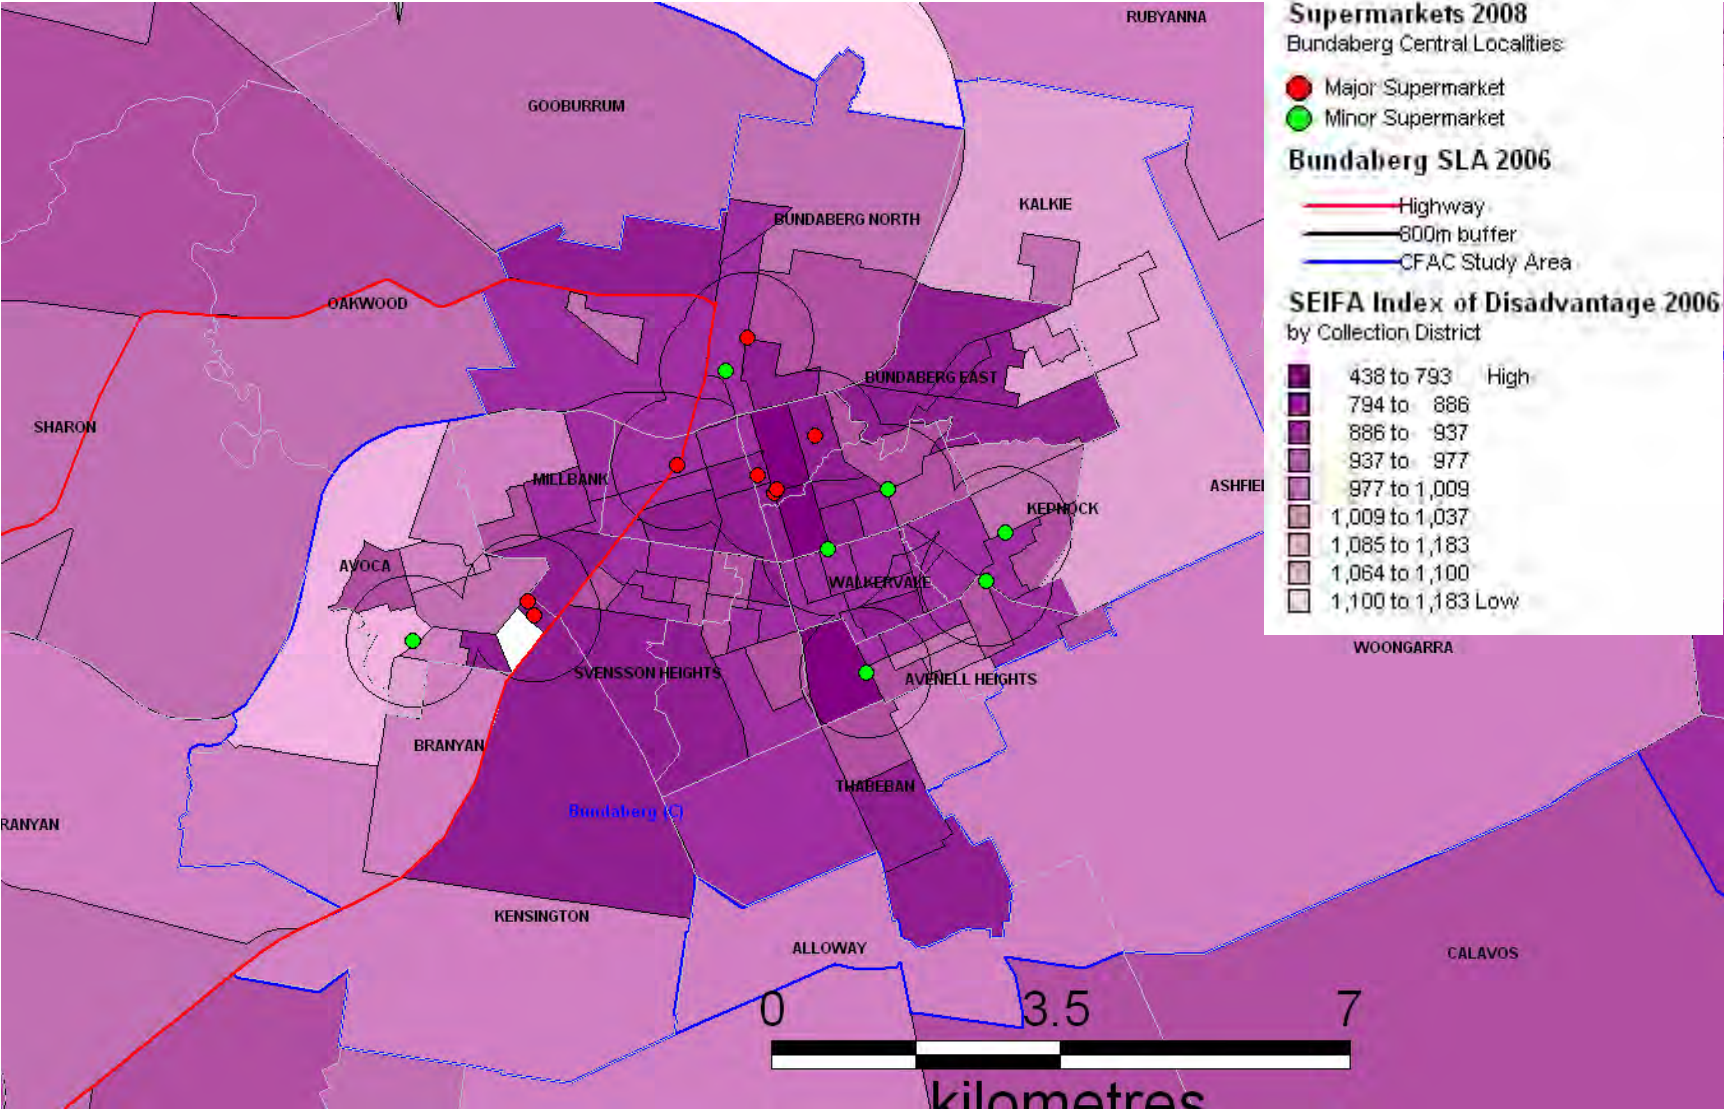 Supermarkets 2008
Bundaberg Central Localities
Major Supermarket
Minor Supermarket
Bundaberg SLA 2006
Highway
800m buffer
CFAC Study Area
SEIFA Index of Disadvantage 2006
by Collection District
438 to 793 High
794 to 886
886 to 937
937 to 977
977 to 1,009
1,009 to 1,037
1,085 to 1,183
1,064 to 1,100
1,100 to 1,183 Low
RUBYANNA
GOOBURRUM
KALKIE
BUNDABERG NORTH
OAKWOOD
BUNDABERG EAST
SHARON
MILLBANK
ASHFIEL
KEPNOCK
AVOCA
WALKERVALE
WOONGARRA
SVENSSON HEIGHTS
AVENELL HEIGHTS
BRANYAN
THABEBAN
Bundaberg (C)
RANYAN
KENSINGTON
ALLOWAY
CALAVOS
0 3.5 7
kilometres